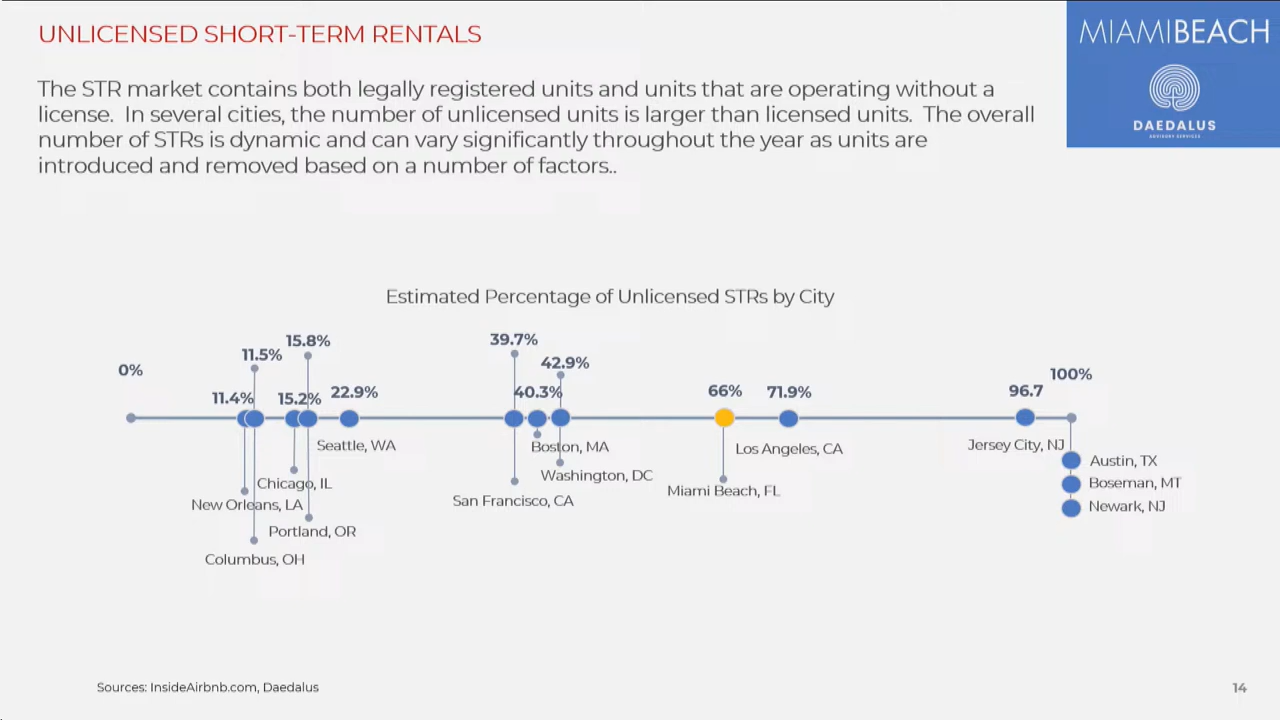 UNLICENSED SHORT-TERM RENTALS
MIAMIBEACH
DAEDALUS
ADVISORY SERVICES
The STR market contains both legally registered units and units that are operating without a
license. In several cities, the number of unlicensed units is larger than licensed units. The overall
number of STRs is dynamic and can vary significantly throughout the year as units are
introduced and removed based on a number of factors..
Estimated Percentage of Unlicensed STRs by City
0%
11.4%
11.5%
15.2%
15.8%
22.9%
39.7%
40.3%
42.9%
66%
71.9%
96.7
100%
Seattle, WA
Chicago, IL
New Orleans, LA
Portland, OR
Columbus, OH
Boston, MA
Washington, DC
San Francisco, CA
Los Angeles, CA
Miami Beach, FL
Jersey City, NJ
Austin, TX
Boseman, MT
Newark, NJ
Sources: InsideAirbnb.com, Daedalus
14